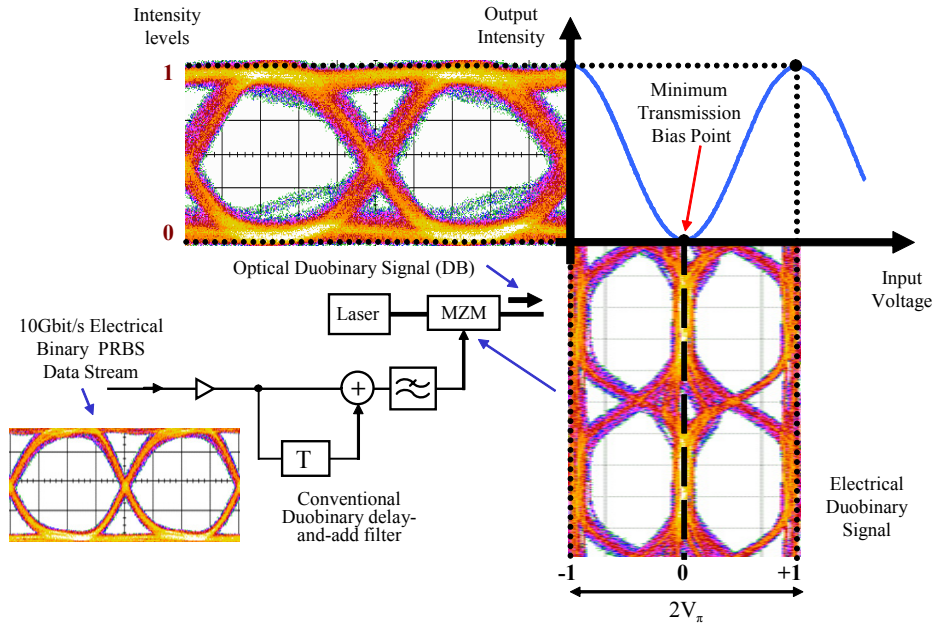 Intensity
levels
Output
Intensity
1
Minimum
Transmission
Bias Point
0
Optical Duobinary Signal (DB)
Input
Voltage
Laser
MZM
10Gbit/s Electrical
Binary PRBS
Data Stream
+
T
Conventional
Duobinary delay-
and-add filter
Electrical
Duobinary
Signal
-1
0
+1
2Vπ